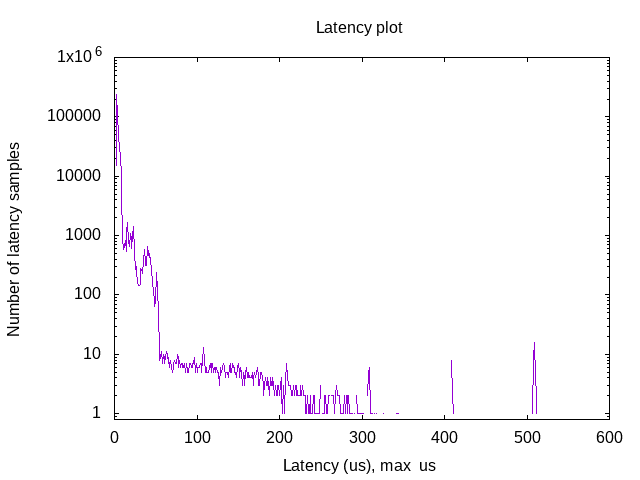 Latency plot
Number of latency samples
1x10^6
100000
10000
1000
100
10
1
0 100 200 300 400 500 600
Latency (us), max  us